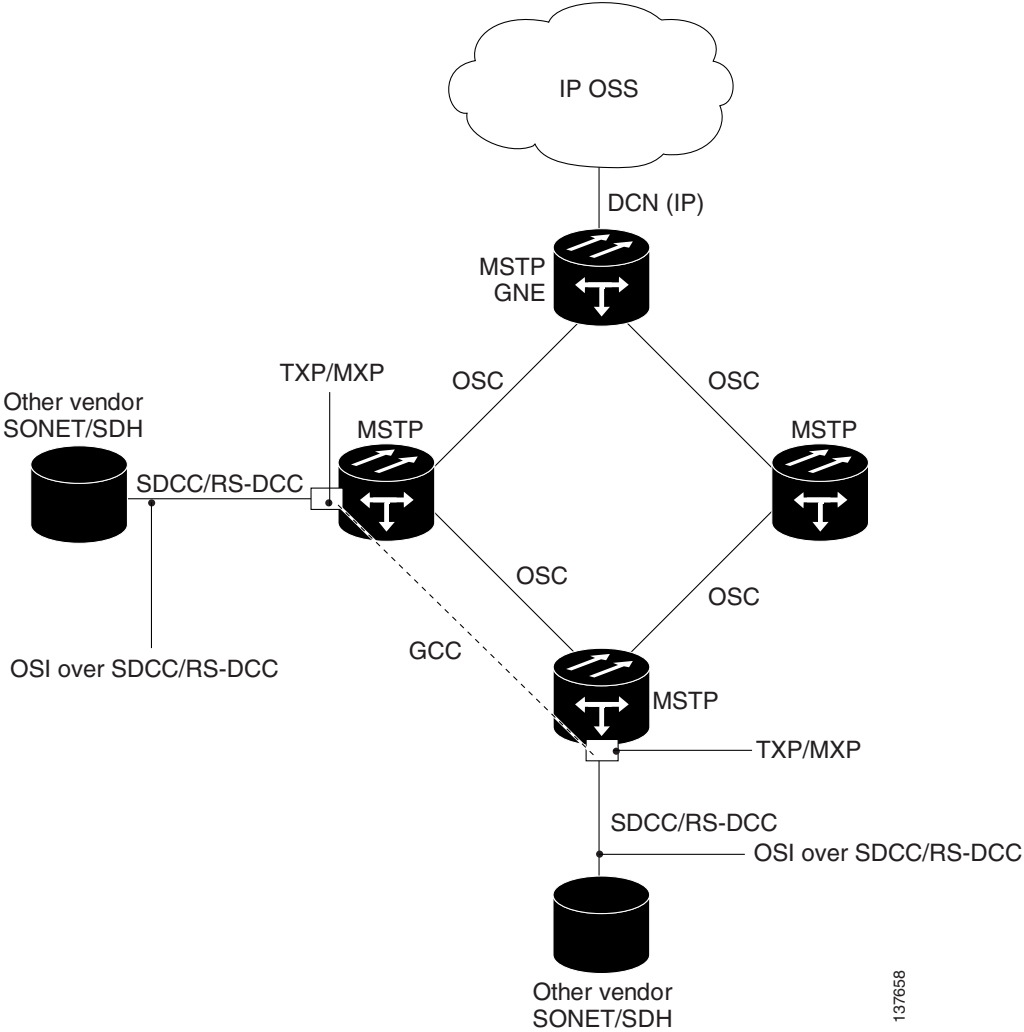 IP OSS
DCN (IP)
MSTP
GNE
OSC
OSC
TXP/MXP
Other vendor
SONET/SDH
MSTP
MSTP
SDCC/RS-DCC
OSC
OSC
GCC
OSI over SDCC/RS-DCC
MSTP
TXP/MXP
SDCC/RS-DCC
OSI over SDCC/RS-DCC
Other vendor
SONET/SDH
137658